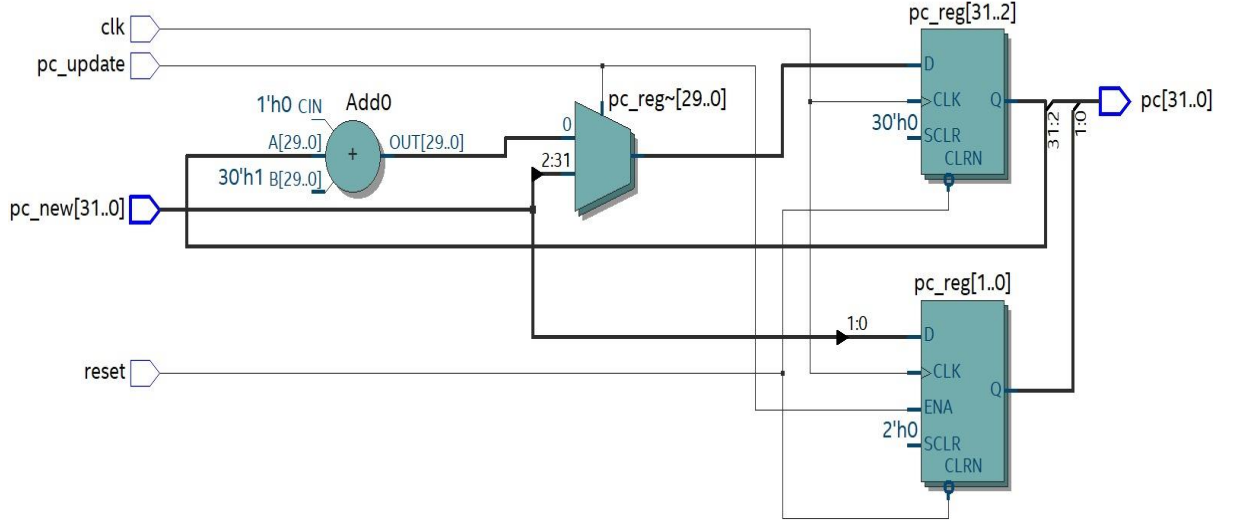 pc_reg[31..2]
clk
pc_update
D
CLK
Q
30'h0
SCLR
CLRN
pc[31..0]
31:2
1:0
1'h0 CIN
Add0
A[29..0]
+
OUT[29..0]
30'h1 B[29..0]
pc_reg~[29..0]
0
2:31
pc_new[31..0]
pc_reg[1..0]
1:0
D
reset
CLK
Q
ENA
2'h0
SCLR
CLRN